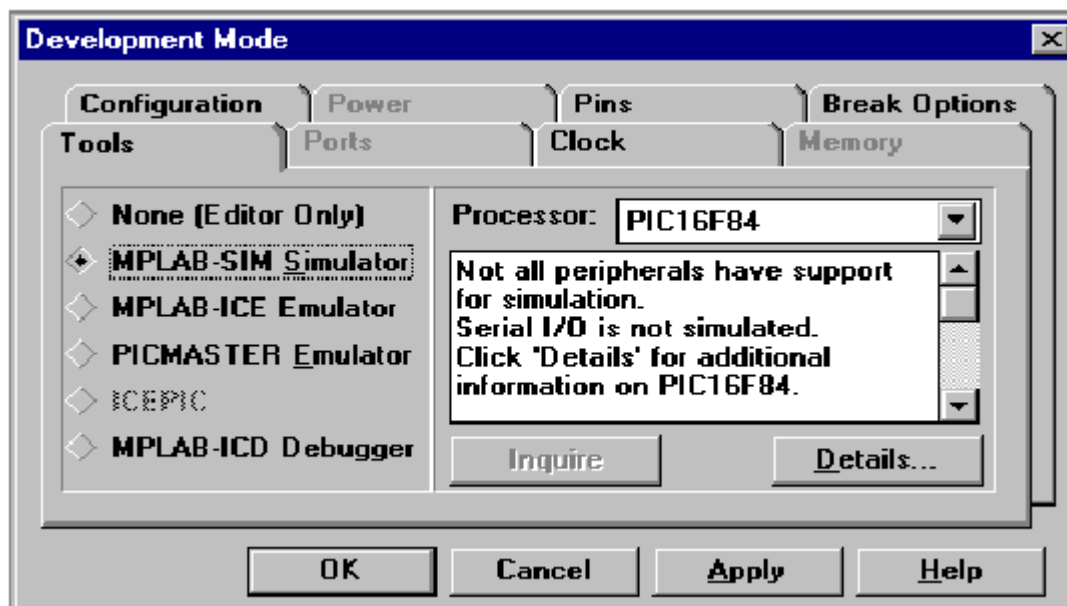 Development Mode
Configuration Power Pins Break Options
Tools Ports Clock Memory
None (Editor Only)
MPLAB-SIM Simulator
MPLAB-ICE Emulator
PICMASTER Emulator
ICEPIC
MPLAB-ICD Debugger
Processor: PIC16F84
Not all peripherals have support
for simulation.
Serial I/O is not simulated.
Click 'Details' for additional
information on PIC16F84.
Inquire Details...
OK Cancel Apply Help